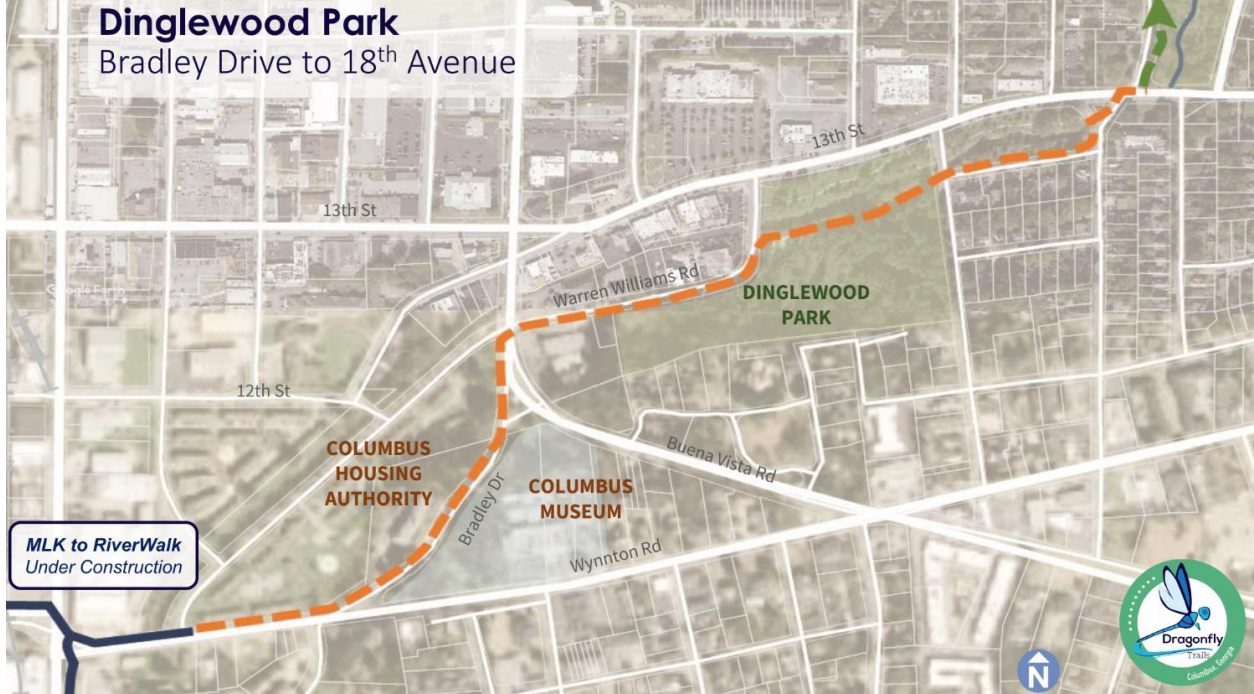 Dinglewood Park
Bradley Drive to 18th Avenue
13th St
13th St
Warren Williams Rd
DINGLEWOOD
PARK
Google Earth
12th St
COLUMBUS
HOUSING
AUTHORITY
Bradley Dr
COLUMBUS
MUSEUM
Buena Vista Rd
Wynnton Rd
MLK to RiverWalk
Under Construction
N
Dragonfly
Trails
Columbus, Georgia